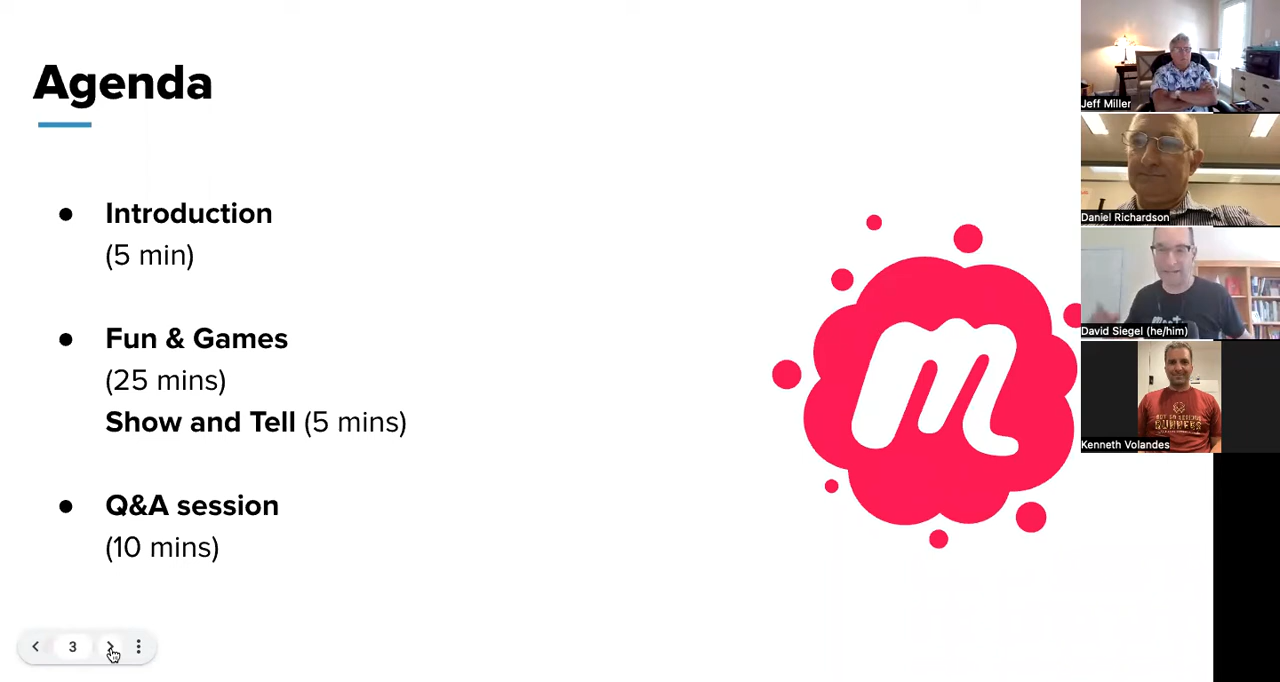 Agenda
Introduction
(5 min)
Fun & Games
(25 mins)
Show and Tell (5 mins)
Q&A session
(10 mins)
m
3
Jeff Miller
Daniel Richardson
David Siegel (he/him)
RUNNERS
Kenneth Volandes